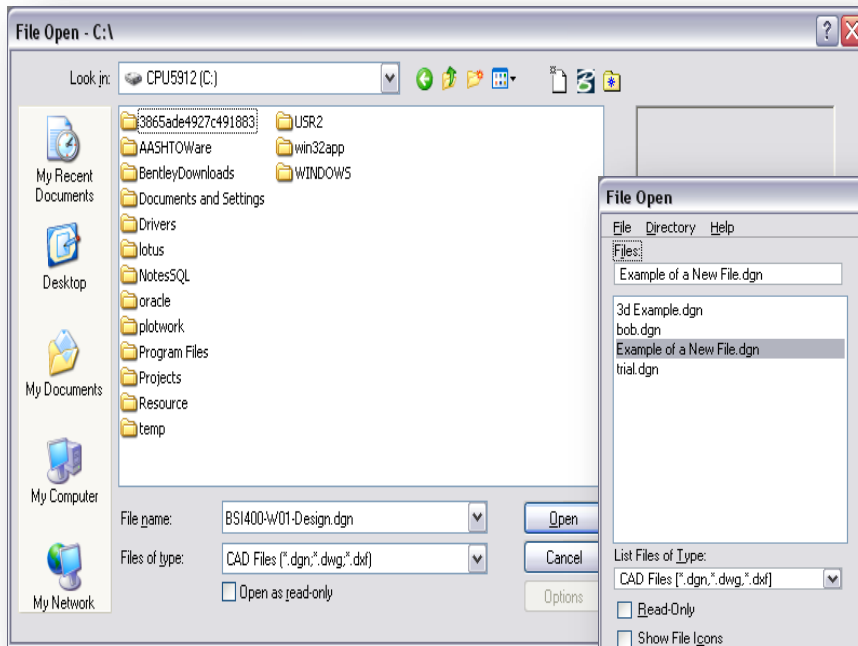 File Open - C:\
Look in: CPU5912 (C:)
My Recent
Documents
Desktop
My Documents
My Computer
My Network
3865ade4927c491883
AASHTOWare
BentleyDownloads
Documents and Settings
Drivers
lotus
NotesSQL
oracle
plotwork
Program Files
Projects
Resource
temp
USR2
win32app
WINDOWS
File name: BSI400-W01-Design.dgn
Open
Files of type: CAD Files (*.dgn;*.dwg;*.dxf)
Cancel
Open as read-only
Options
File Open
File Directory Help
Files:
Example of a New File.dgn
3d Example.dgn
bob.dgn
Example of a New File.dgn
trial.dgn
List Files of Type:
CAD Files [*.dgn,*.dwg,*.dxf]
Read-Only
Show File Icons